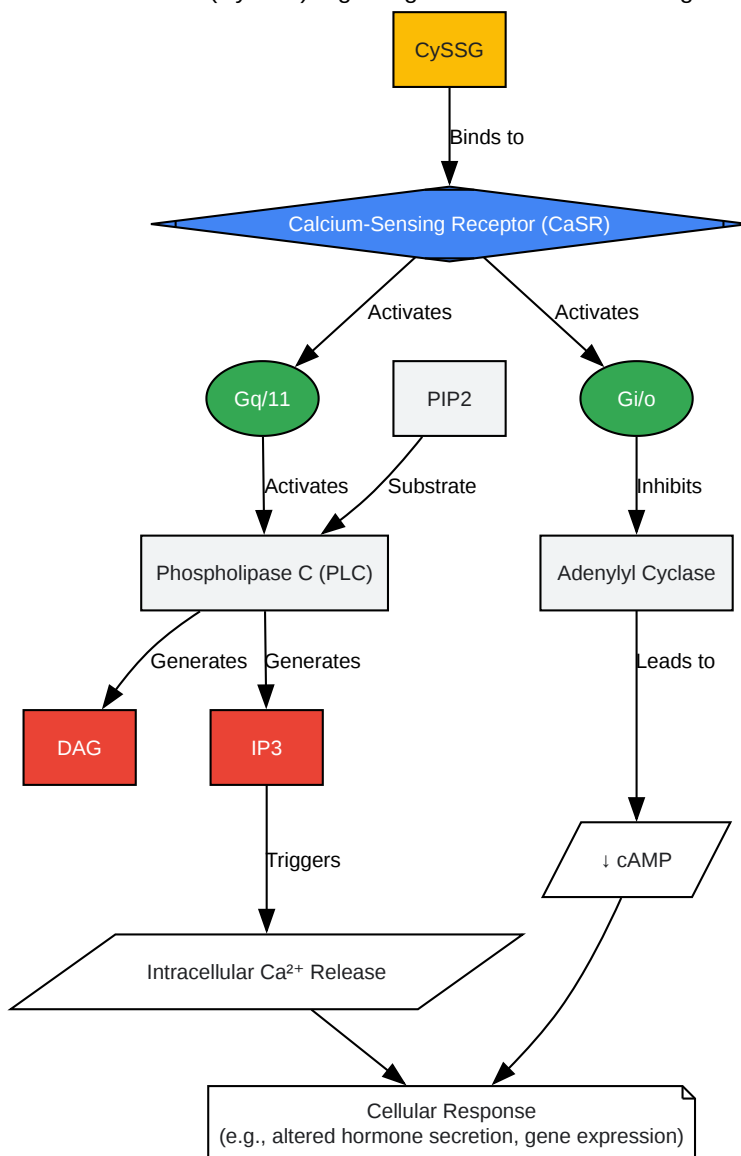 CySSG
Binds to
Calcium-Sensing Receptor (CaSR)
Activates
Activates
Gq/11
PIP2
Gi/o
Activates
Substrate
Inhibits
Phospholipase C (PLC)
Adenylyl Cyclase
Generates
Generates
Leads to
DAG
IP3
Triggers
↓ cAMP
Intracellular Ca²⁺ Release
Cellular Response
(e.g., altered hormone secretion, gene expression)